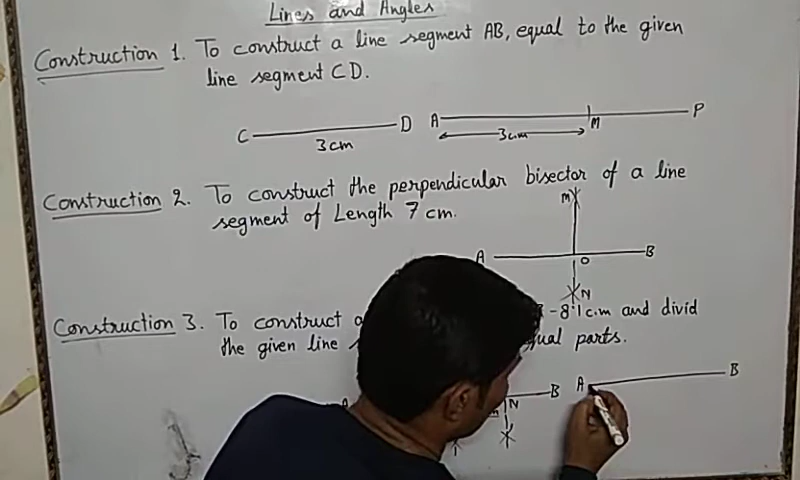 Lines and Angles
Construction 1. To construct a line segment AB, equal to the given
line segment CD.
C D A M P
3cm 3cm
Construction 2. To construct the perpendicular bisector of a line
segment of Length 7 cm.
M
A O B
N
Construction 3. To construct - 8.1 c.m and divid
the given line parts.
A N B A B